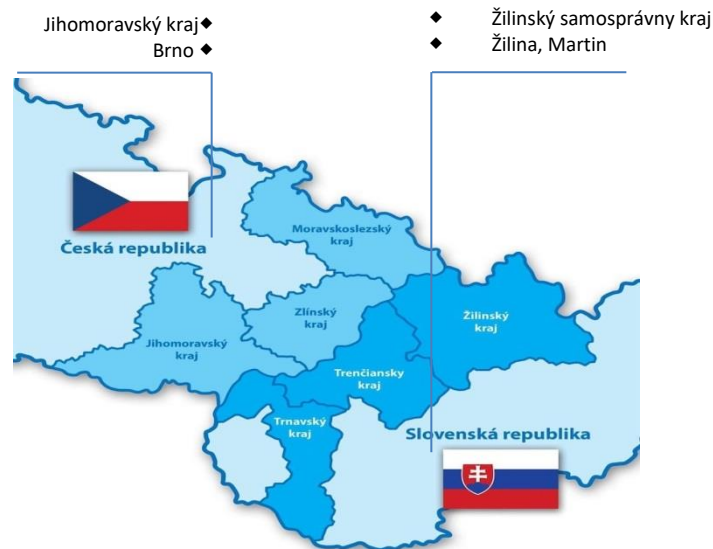 Jihomoravský kraj
Brno
Žilinský samosprávny kraj
Žilina, Martin
Moravskoslezský
kraj
Česká republika
Zlínský
kraj
Žilinský
kraj
Jihomoravský
kraj
Trenčiansky
kraj
Trnavský
kraj
Slovenská republika